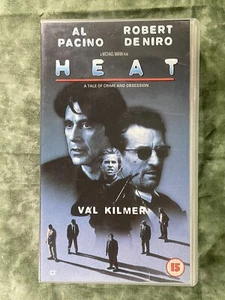 AL PACINO
ROBERT DE NIRO
A MICHAEL MANN FILM
HEAT
A TALE OF CRIME AND OBSESSION
VAL KILMER
15